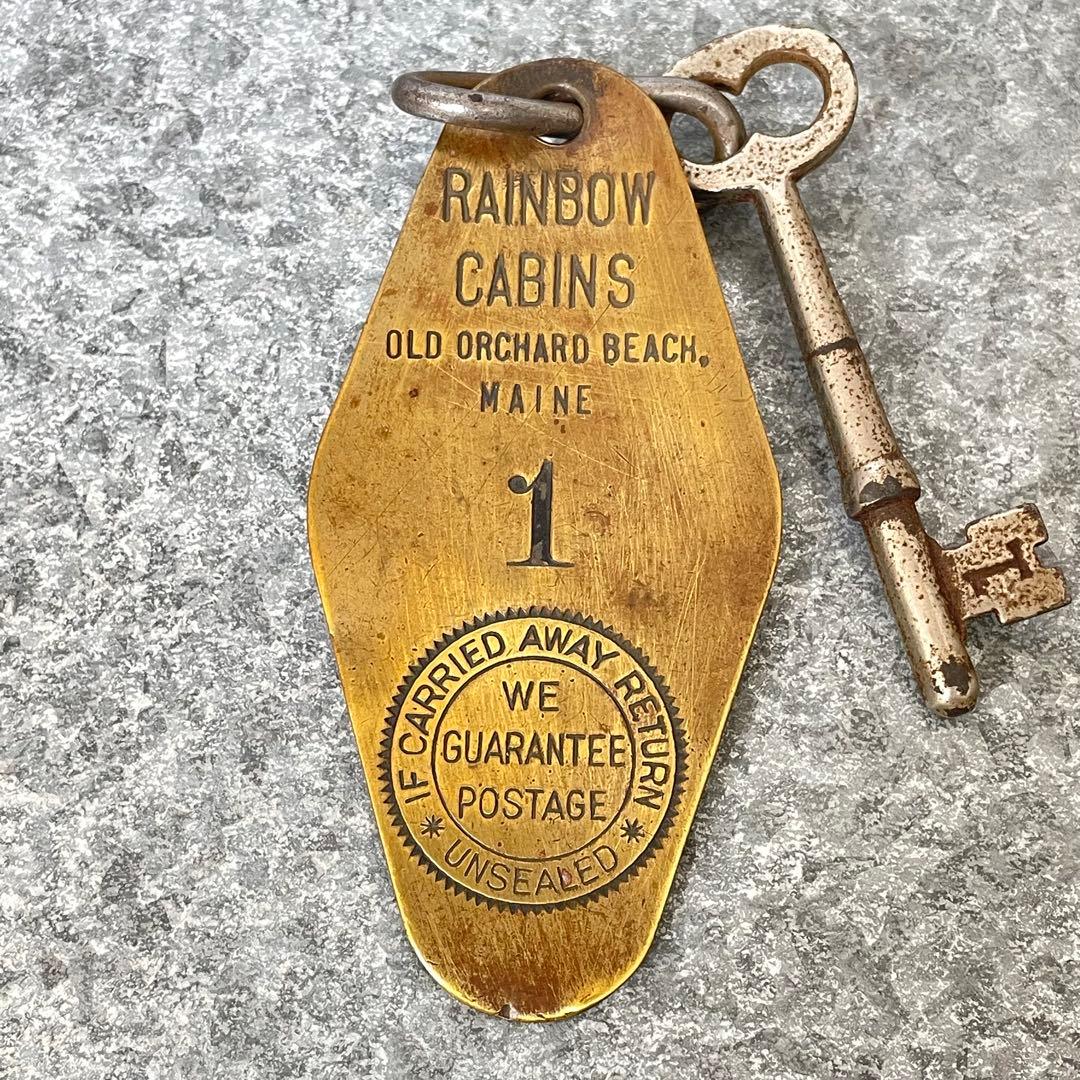 RAINBOW
CABINS
OLD ORCHARD BEACH,
MAINE
1
IF CARRIED AWAY RETURN
WE
GUARANTEE
POSTAGE
* UNSEALED *